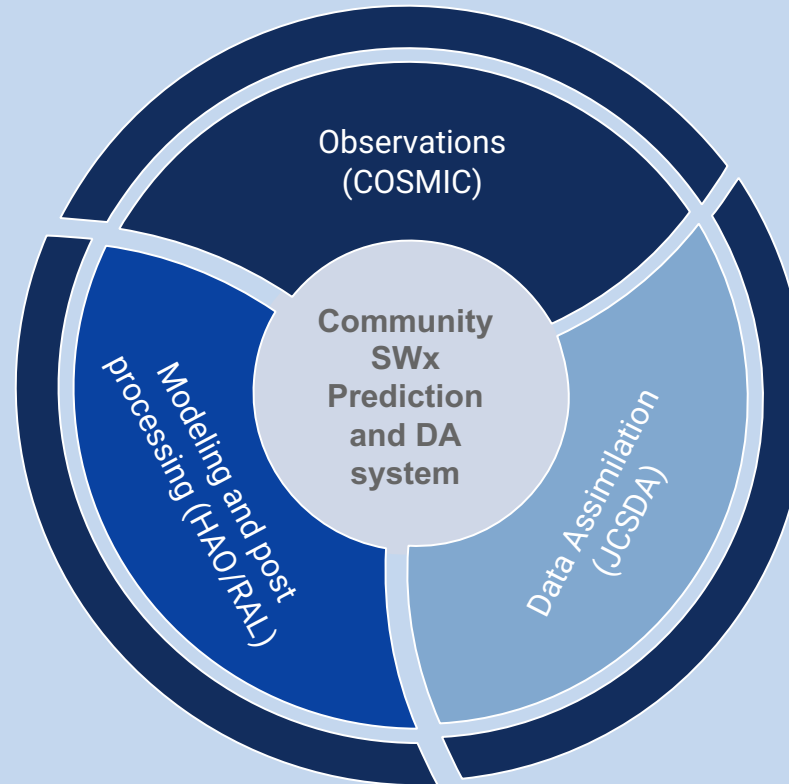 Observations
(COSMIC)
Community
SWx
Prediction
and DA
system
Modeling and post
processing (HAO/RAL)
Data Assimilation
(JCSDA)